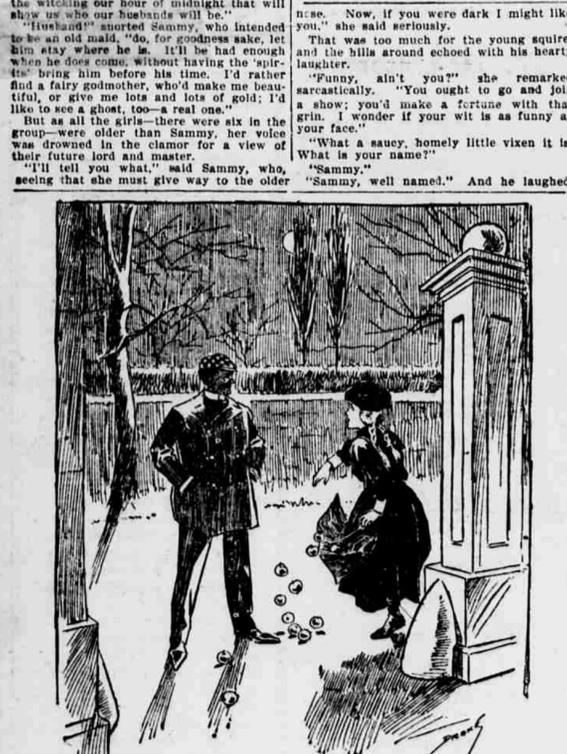 the witching our hour of midnight that will
show us who our husbands will be."
"Husband!" snorted Sammy, who intended
to be an old maid, "do, for goodness sake, let
him stay where he is. It'll be had enough
when he does come, without having the 'spir-
its' bring him before his time. I'd rather
find a fairy godmother, who'd make me beau-
tiful, or give me lots and lots of gold; I'd
like to see a ghost, too—a real one."
But as all the girls—there were six in the
group—were older than Sammy, her voice
was drowned in the clamor for a view of
their future lord and master.
"I'll tell you what," said Sammy, who,
seeing that she must give way to the older
nose. Now, if you were dark I might lik
you," she said seriously.
That was too much for the young squire
and the hills around echoed with his heart
laughter.
"Funny, ain't you?" she remarke
sarcastically. "You ought to go and joi
a show; you'd make a fortune with tha
grin. I wonder if your wit is as funny a
your face."
"What a saucy, homely little vixen it is
What is your name?"
"Sammy."
"Sammy, well named." And he laughed